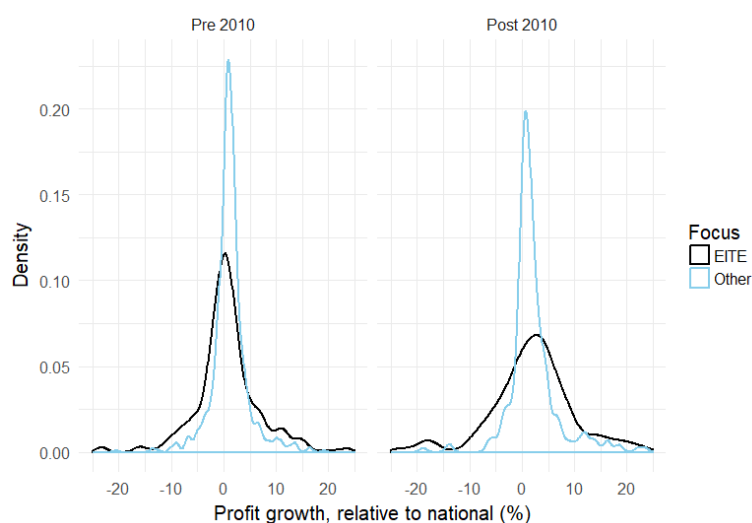 Pre 2010
Post 2010
0.20
0.15
0.10
0.05
0.00
Density
-20 -10 0 10 20
-20 -10 0 10 20
Profit growth, relative to national (%)
Focus
EITE
Other